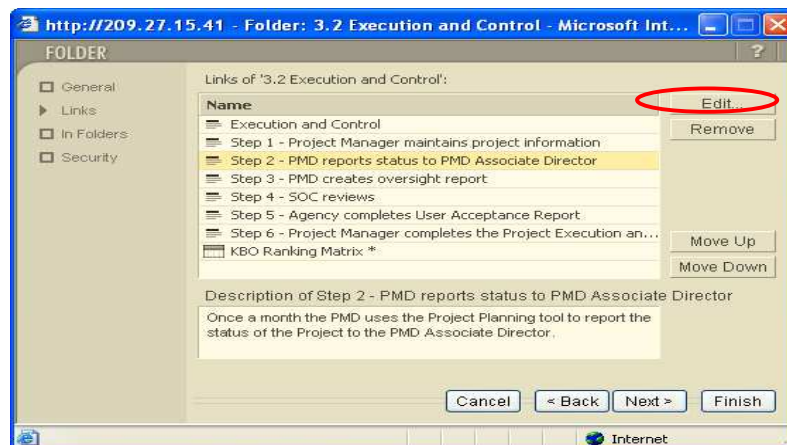 http://209.27.15.41 - Folder: 3.2 Execution and Control - Microsoft Int...
FOLDER
?
General
Links
In Folders
Security
Links of '3.2 Execution and Control':
Name
Execution and Control
Step 1 - Project Manager maintains project information
Step 2 - PMD reports status to PMD Associate Director
Step 3 - PMD creates oversight report
Step 4 - SOC reviews
Step 5 - Agency completes User Acceptance Report
Step 6 - Project Manager completes the Project Execution an...
KBO Ranking Matrix *
Edit...
Remove
Move Up
Move Down
Description of Step 2 - PMD reports status to PMD Associate Director
Once a month the PMD uses the Project Planning tool to report the
status of the Project to the PMD Associate Director.
Cancel
< Back
Next >
Finish
Internet